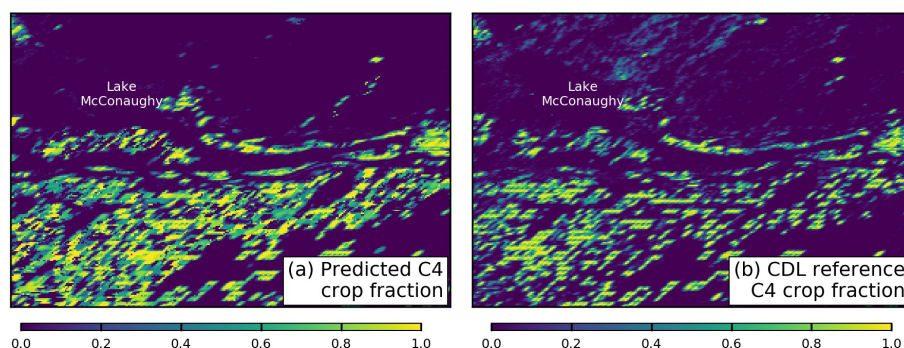 Lake
McConaughy
(a) Predicted C4
crop fraction
0.0 0.2 0.4 0.6 0.8 1.0
Lake
McConaughy
(b) CDL reference
C4 crop fraction
0.0 0.2 0.4 0.6 0.8 1.0